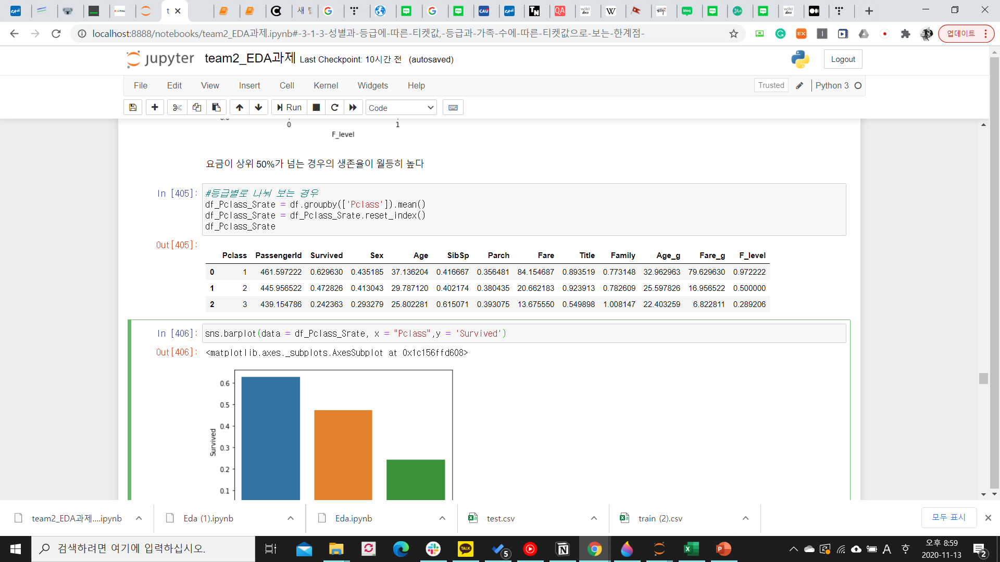 t
새 탭
localhost:8888/notebooks/team2_EDA과제.ipynb#-3-1-3-성별과-등급에-따른-티켓값,-등급과-가족-수에-따른-티켓값으로-보는-한계점-
업데이트
jupyter team2_EDA과제 Last Checkpoint: 10시간 전 (autosaved)
Logout
File Edit View Insert Cell Kernel Widgets Help
Trusted Python 3
Run Code
0 1
F_level
요금이 상위 50%가 넘는 경우의 생존율이 월등히 높다
In [405]: #등급별로 나눠 보는 경우
df_Pclass_Srate = df.groupby(['Pclass']).mean()
df_Pclass_Srate = df_Pclass_Srate.reset_index()
df_Pclass_Srate
Out[405]:
Pclass PassengerId Survived Sex Age SibSp Parch Fare Title Family Age_g Fare_g F_level
0 1 461.597222 0.629630 0.435185 37.136204 0.416667 0.356481 84.154687 0.893519 0.773148 32.962963 79.629630 0.972222
1 2 445.956522 0.472826 0.413043 29.787120 0.402174 0.380435 20.662183 0.923913 0.782609 25.597826 16.956522 0.500000
2 3 439.154786 0.242363 0.293279 25.802281 0.615071 0.393075 13.675550 0.549898 1.008147 22.403259 6.822811 0.289206
In [406]: sns.barplot(data = df_Pclass_Srate, x = "Pclass",y = 'Survived')
Out[406]: <matplotlib.axes._subplots.AxesSubplot at 0x1c156ffd608>
0.6
0.5
0.4
0.3
0.2
0.1
Survived
team2_EDA과제....ipynb
Eda (1).ipynb
Eda.ipynb
test.csv
train (2).csv
모두 표시
검색하려면 여기에 입력하십시오.
TALK
5
A
오후 8:59
2020-11-13
2